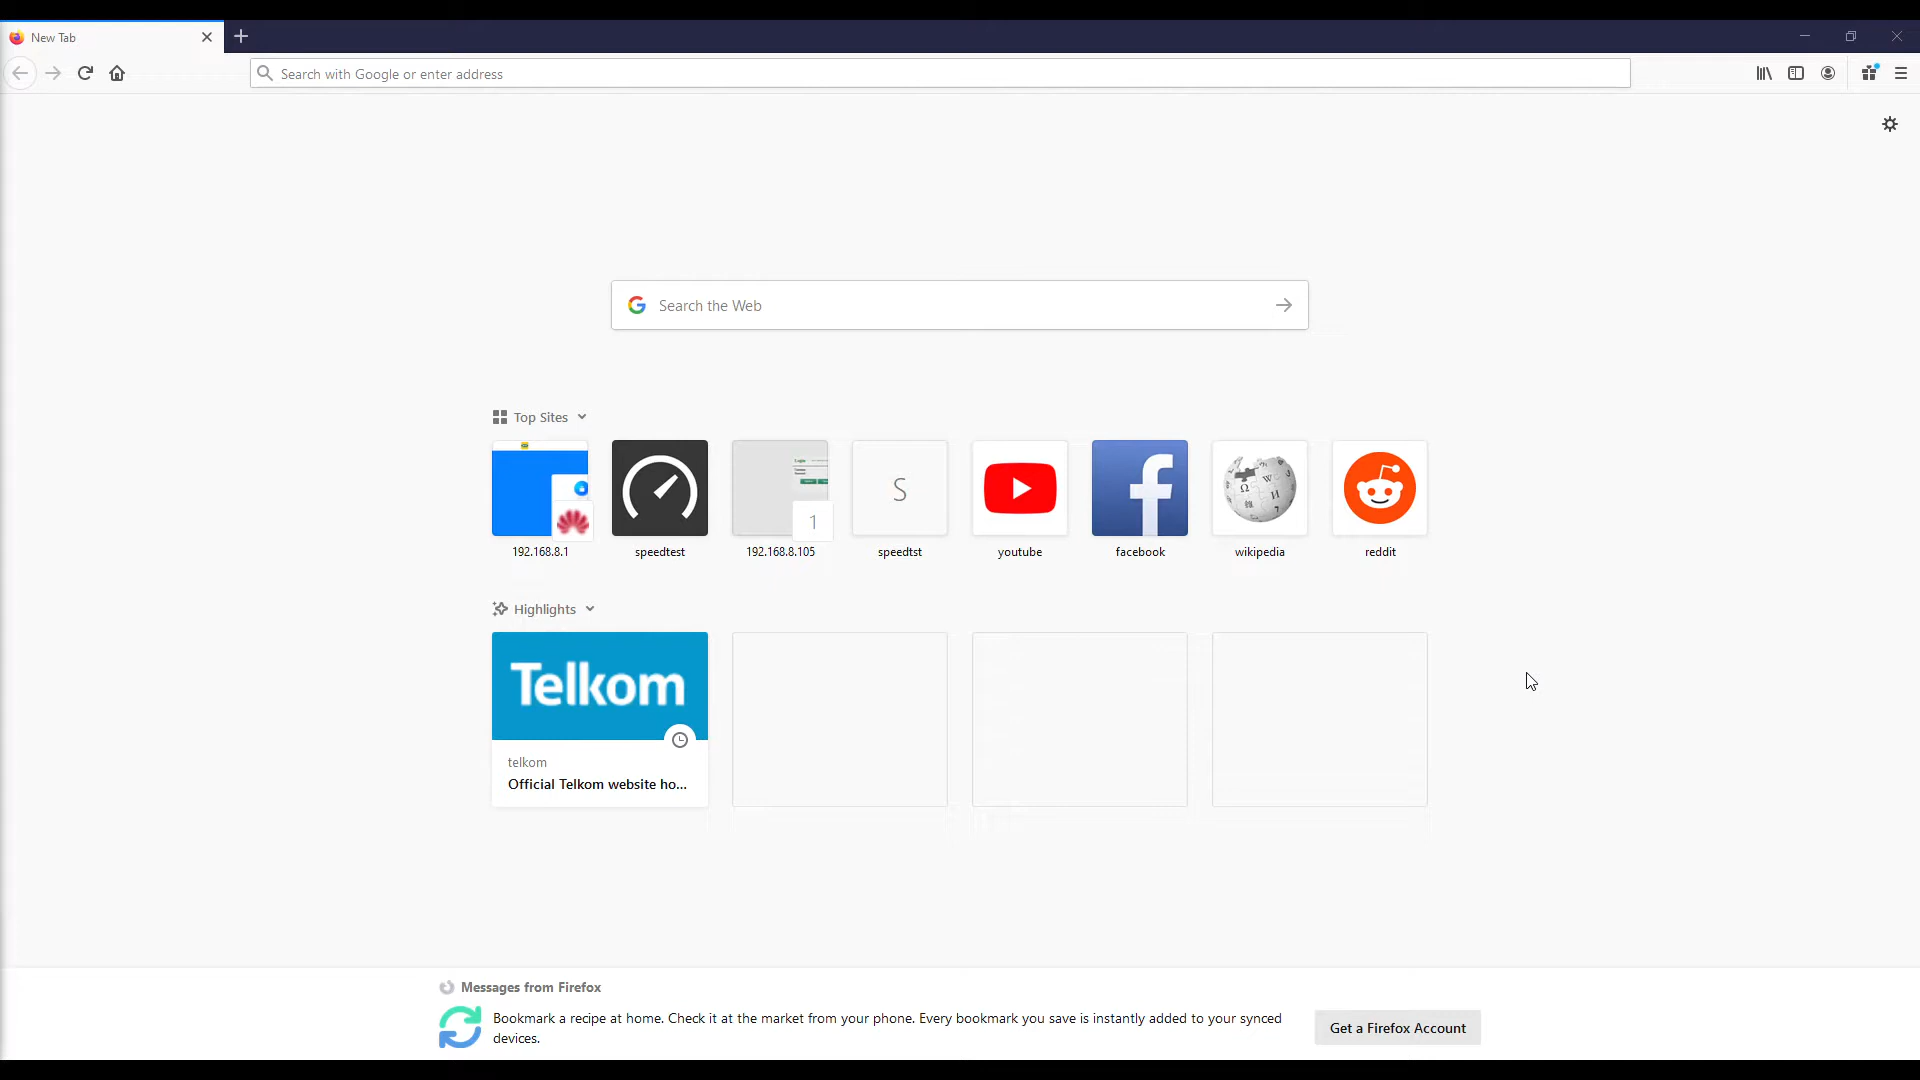 New Tab
Search with Google or enter address
Search the Web
Top Sites
1
S
192.168.8.1
speedtest
192.168.8.105
speedtst
youtube
facebook
wikipedia
reddit
Highlights
Telkom
telkom
Official Telkom website ho...
Messages from Firefox
Bookmark a recipe at home. Check it at the market from your phone. Every bookmark you save is instantly added to your synced
devices.
Get a Firefox Account